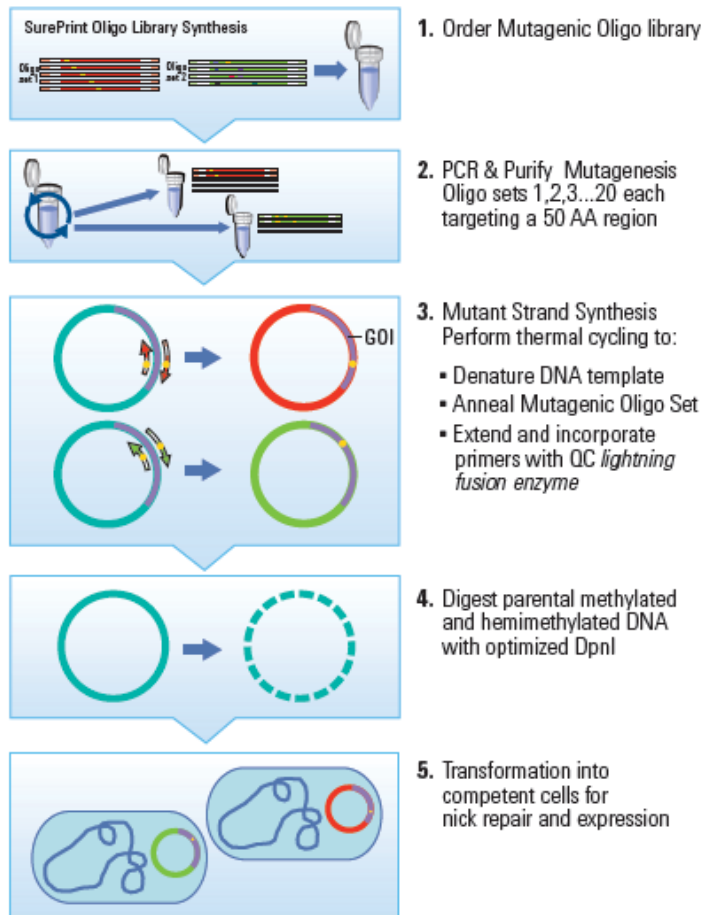 SurePrint Oligo Library Synthesis
Oligo
set 1
Oligo
set 2
1. Order Mutagenic Oligo library
2. PCR & Purify Mutagenesis
Oligo sets 1,2,3...20 each
targeting a 50 AA region
GOI
3. Mutant Strand Synthesis
Perform thermal cycling to:
▪ Denature DNA template
▪ Anneal Mutagenic Oligo Set
▪ Extend and incorporate
primers with QC lightning
fusion enzyme
4. Digest parental methylated
and hemimethylated DNA
with optimized DpnI
5. Transformation into
competent cells for
nick repair and expression